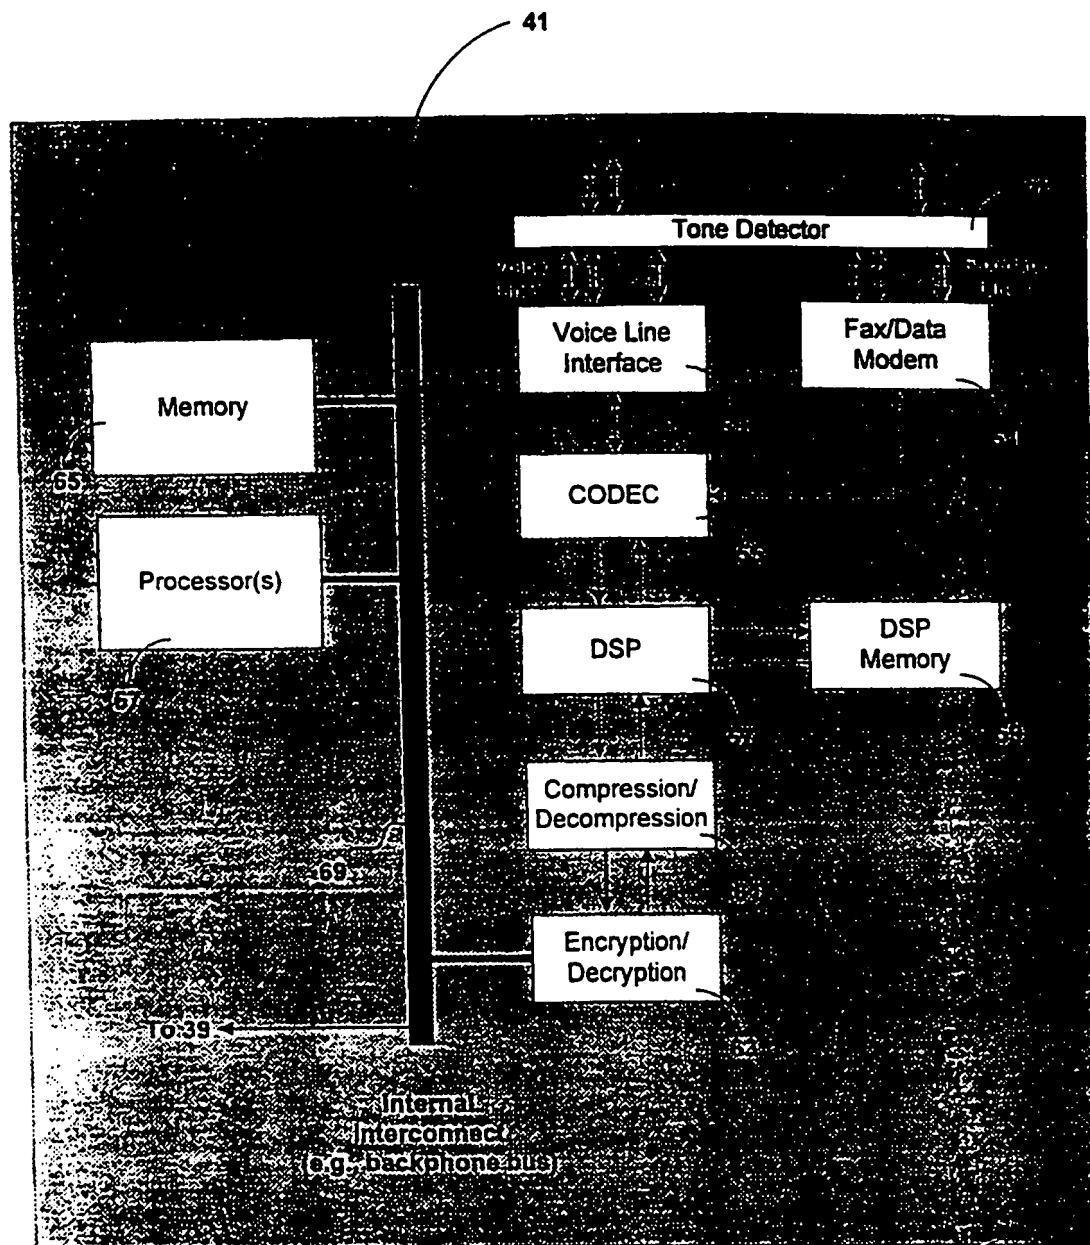 41
Tone Detector
Voice Line
Interface
Fax/Data
Modem
Memory
65
CODEC
Processor(s)
67
DSP
DSP
Memory
Compression/
Decompression
69
Encryption/
Decryption
To 39
Internal
Interconnect
(e.g. backphone bus)